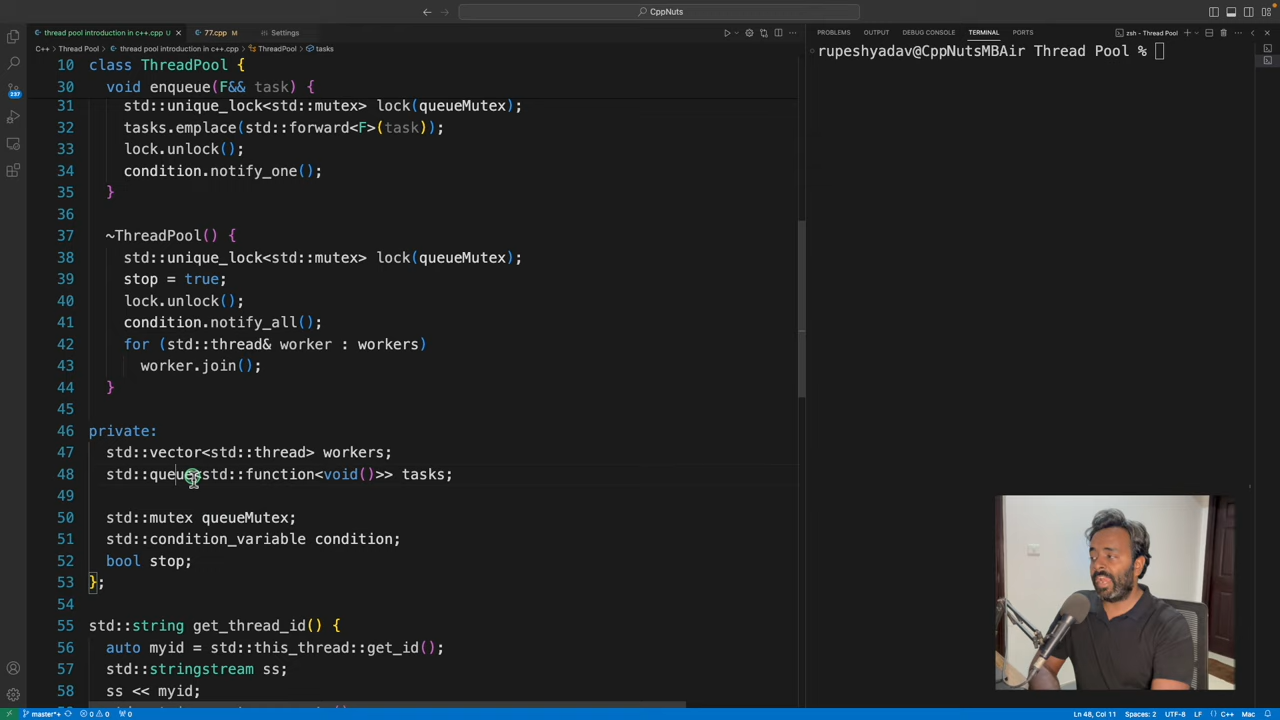 CppNuts
thread pool introduction in c++.cpp U
77.cpp M
Settings
PROBLEMS OUTPUT DEBUG CONSOLE TERMINAL PORTS
zsh - Thread Pool
C++ > Thread Pool > thread pool introduction in c++.cpp > ThreadPool > tasks
rupeshyadav@CppNutsMBAir Thread Pool %
10 class ThreadPool {
30 void enqueue(F&& task) {
31 std::unique_lock<std::mutex> lock(queueMutex);
32 tasks.emplace(std::forward<F>(task));
33 lock.unlock();
34 condition.notify_one();
35 }
36
37 ~ThreadPool() {
38 std::unique_lock<std::mutex> lock(queueMutex);
39 stop = true;
40 lock.unlock();
41 condition.notify_all();
42 for (std::thread& worker : workers)
43 worker.join();
44 }
45
46 private:
47 std::vector<std::thread> workers;
48 std::queue<std::function<void()>> tasks;
49
50 std::mutex queueMutex;
51 std::condition_variable condition;
52 bool stop;
53 };
54
55 std::string get_thread_id() {
56 auto myid = std::this_thread::get_id();
57 std::stringstream ss;
58 ss << myid;
237
master*+ 0 0 0
Ln 48, Col 11 Spaces: 2 UTF-8 LF {} C++ Mac